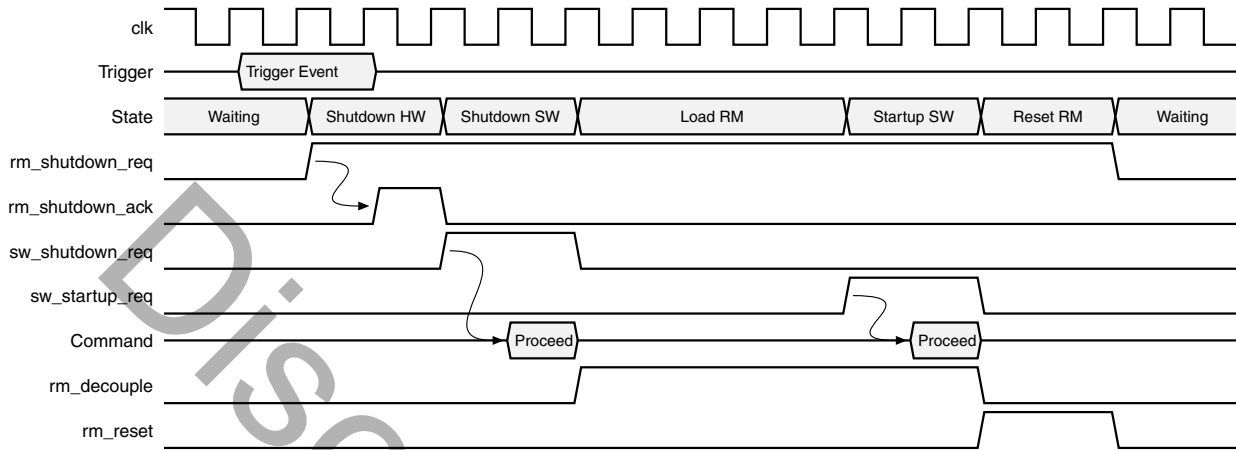 clk
Trigger Trigger Event
State Waiting Shutdown HW Shutdown SW Load RM Startup SW Reset RM Waiting
rm_shutdown_req
rm_shutdown_ack
sw_shutdown_req
sw_startup_req
Command Proceed Proceed
rm_decouple
rm_reset
Disc